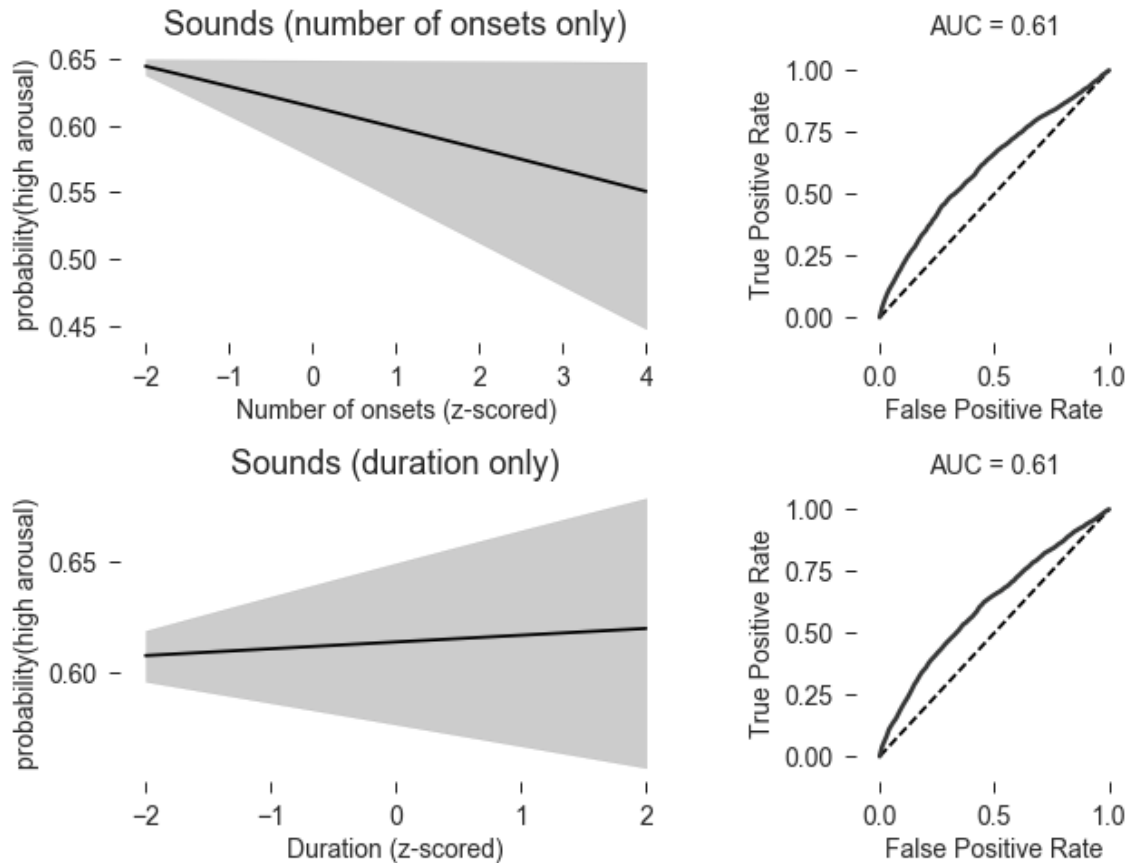 Sounds (number of onsets only)
AUC = 0.61
probability(high arousal)
0.65
0.60
0.55
0.50
0.45
−2 −1 0 1 2 3 4
Number of onsets (z-scored)
True Positive Rate
1.00
0.75
0.50
0.25
0.00
0.0 0.5 1.0
False Positive Rate
Sounds (duration only)
AUC = 0.61
probability(high arousal)
0.65
0.60
−2 −1 0 1 2
Duration (z-scored)
True Positive Rate
1.00
0.75
0.50
0.25
0.00
0.0 0.5 1.0
False Positive Rate